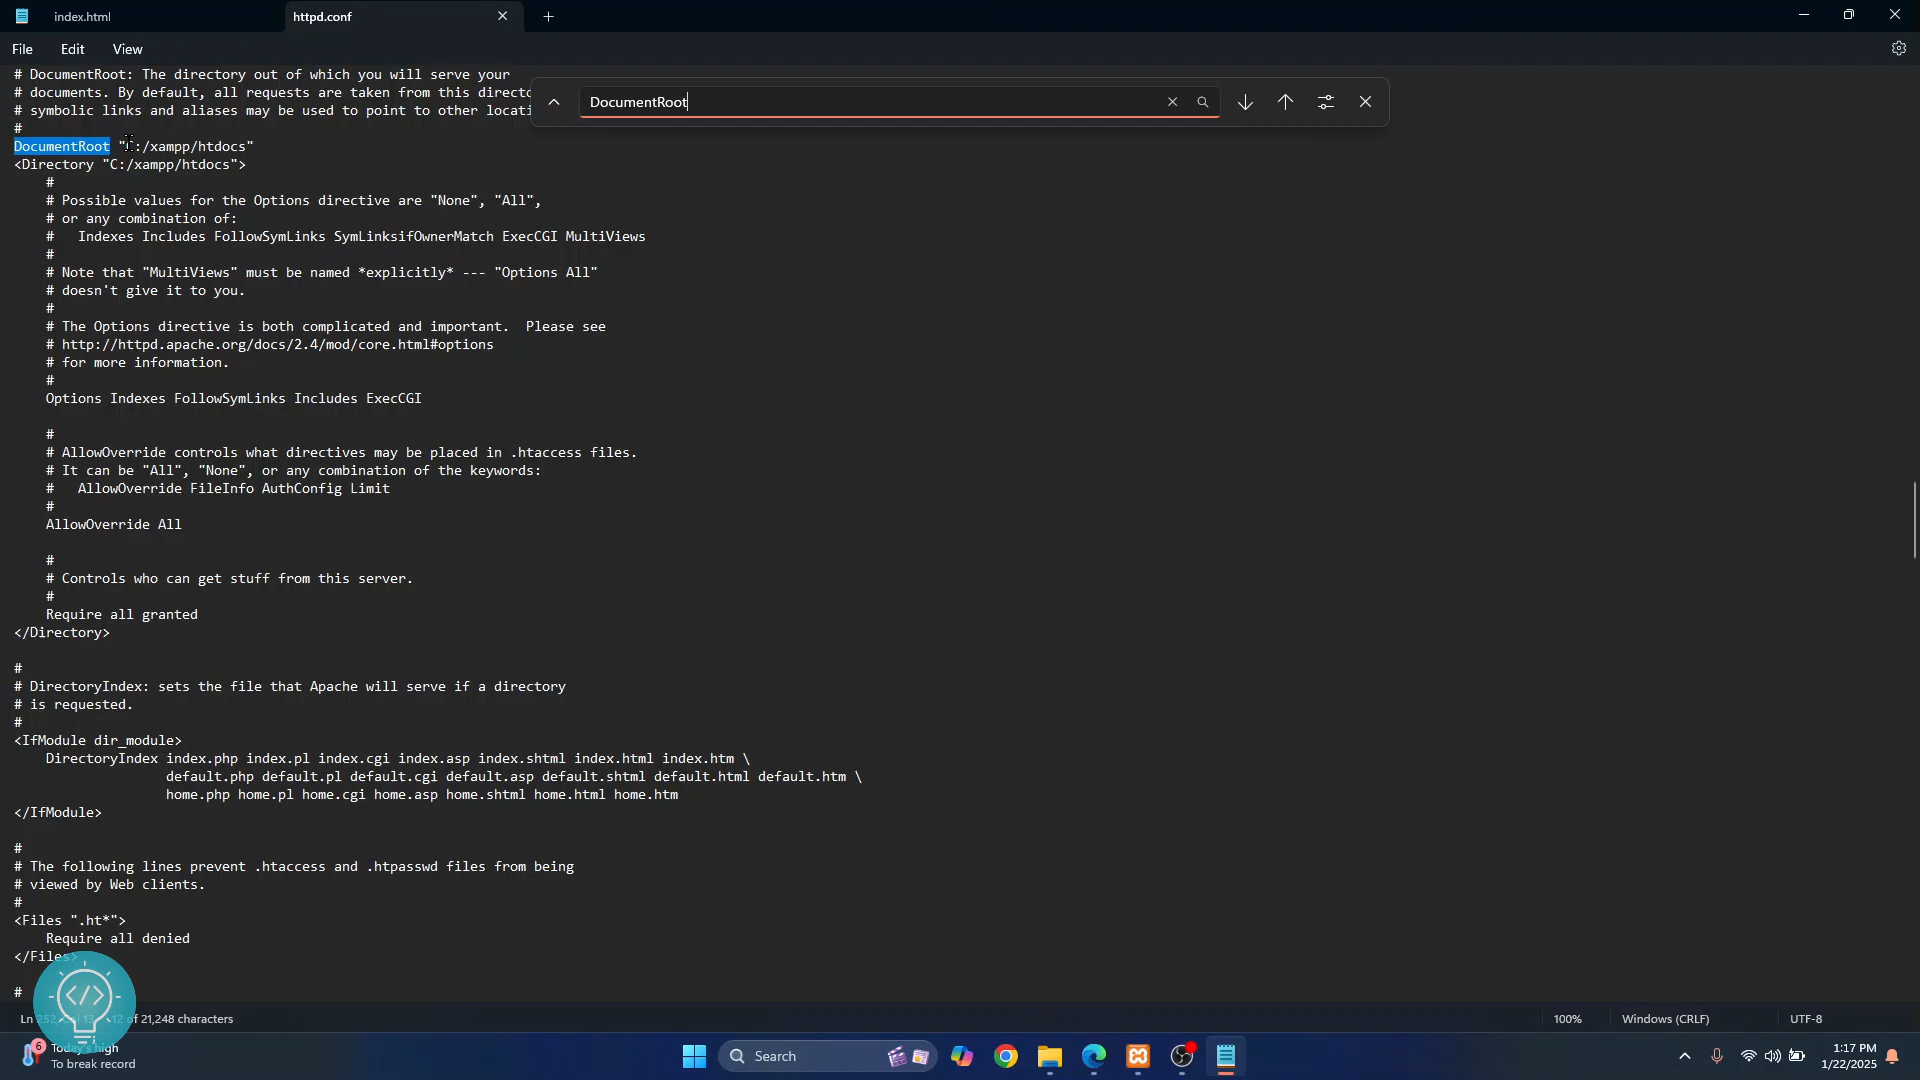 index.html
httpd.conf
File Edit View
# DocumentRoot: The directory out of which you will serve your
# documents. By default, all requests are taken from this
# symbolic links and aliases may be used to point to other
#
DocumentRoot
DocumentRoot "C:/xampp/htdocs"
<Directory "C:/xampp/htdocs">
#
# Possible values for the Options directive are "None", "All",
# or any combination of:
#   Indexes Includes FollowSymLinks SymLinksifOwnerMatch ExecCGI MultiViews
#
# Note that "MultiViews" must be named *explicitly* --- "Options All"
# doesn't give it to you.
#
# The Options directive is both complicated and important.  Please see
# http://httpd.apache.org/docs/2.4/mod/core.html#options
# for more information.
#
Options Indexes FollowSymLinks Includes ExecCGI
#
# AllowOverride controls what directives may be placed in .htaccess files.
# It can be "All", "None", or any combination of the keywords:
#   AllowOverride FileInfo AuthConfig Limit
#
AllowOverride All
#
# Controls who can get stuff from this server.
#
Require all granted
</Directory>
#
# DirectoryIndex: sets the file that Apache will serve if a directory
# is requested.
#
<IfModule dir_module>
DirectoryIndex index.php index.pl index.cgi index.asp index.shtml index.html index.htm \
default.php default.pl default.cgi default.asp default.shtml default.html default.htm \
home.php home.pl home.cgi home.asp home.shtml home.html home.htm
</IfModule>
#
# The following lines prevent .htaccess and .htpasswd files from being
# viewed by Web clients.
#
<Files ".ht*">
Require all denied
</Files>
#
</>
Ln of 21,248 characters
100%
Windows (CRLF)
UTF-8
6
Today's high
To break record
Search
1:17 PM
1/22/2025